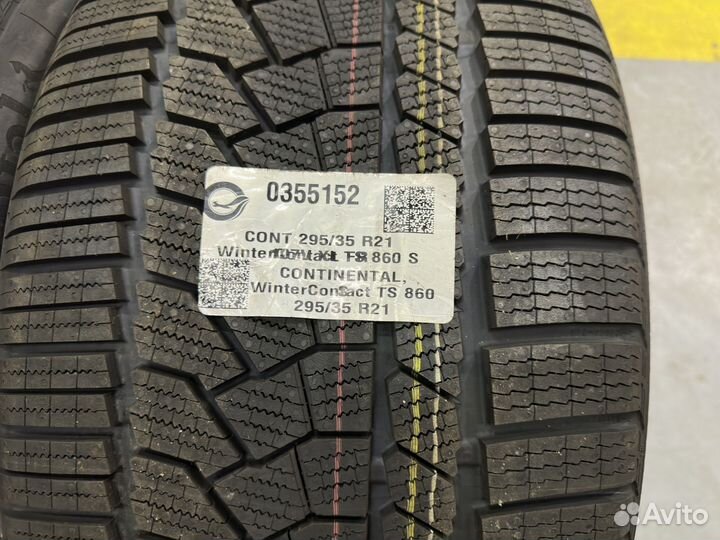 0355152
CONT 295/35 R21
WinterContact TS 860 S
CONTINENTAL,
WinterContact TS 860
295/35 R21
Avito